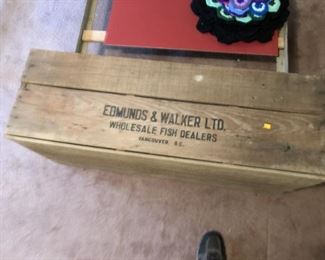 EDMUNDS & WALKER LTD.
WHOLESALE FISH DEALERS
VANCOUVER B.C.